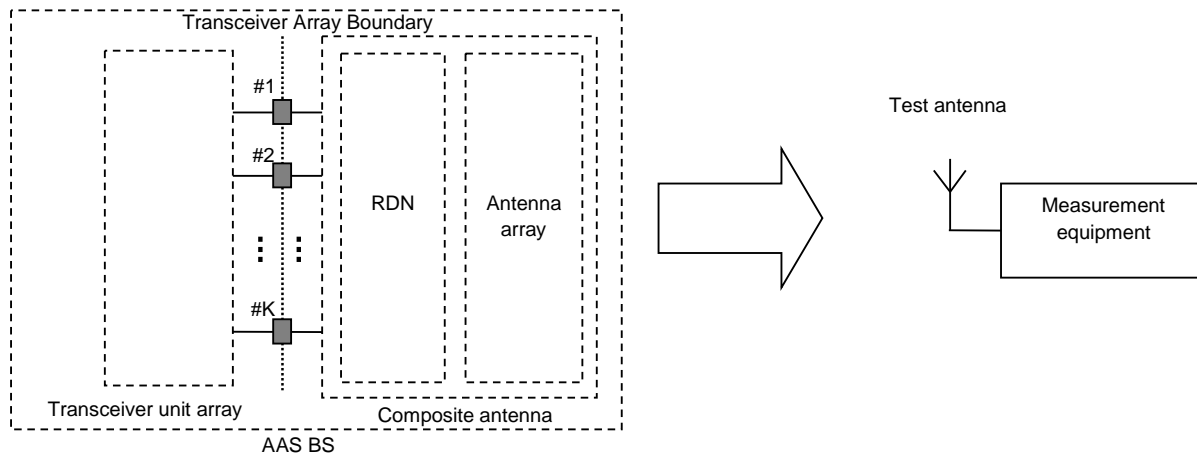 Transceiver Array Boundary
#1
#2
#K
RDN
Antenna
array
Transceiver unit array
Composite antenna
AAS BS
Test antenna
Measurement
equipment